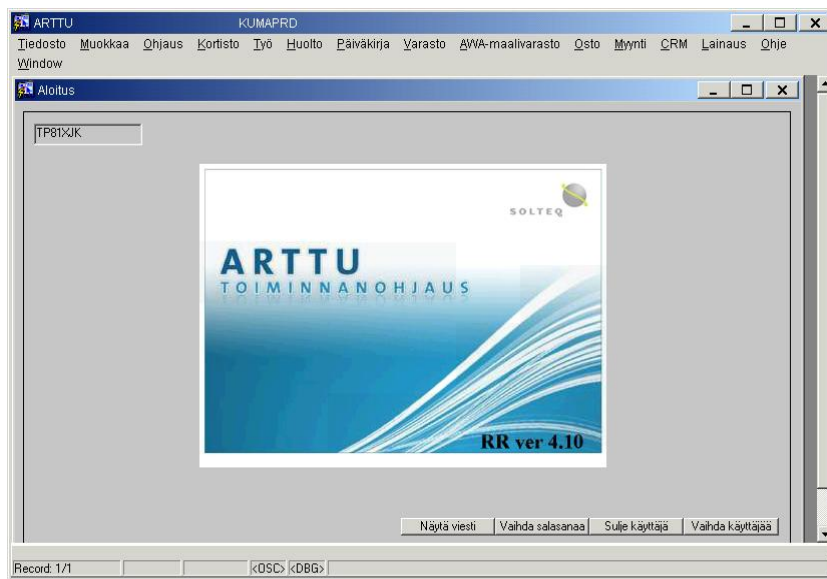 ARTTU KUMAPRD
Tiedosto Muokkaa Ohjaus Kortisto Työ Huolto Päiväkirja Varasto AWA-maalivarasto Osto Myynti CRM Lainaus Ohje
Window
Aloitus
TP81XJK
SOLTEQ
ARTTU
TOIMINNANOHJAUS
RR ver 4.10
Näytä viesti Vaihda salasanaa Sulje käyttäjä Vaihda käyttäjää
Record: 1/1 <OSC> <DBG>